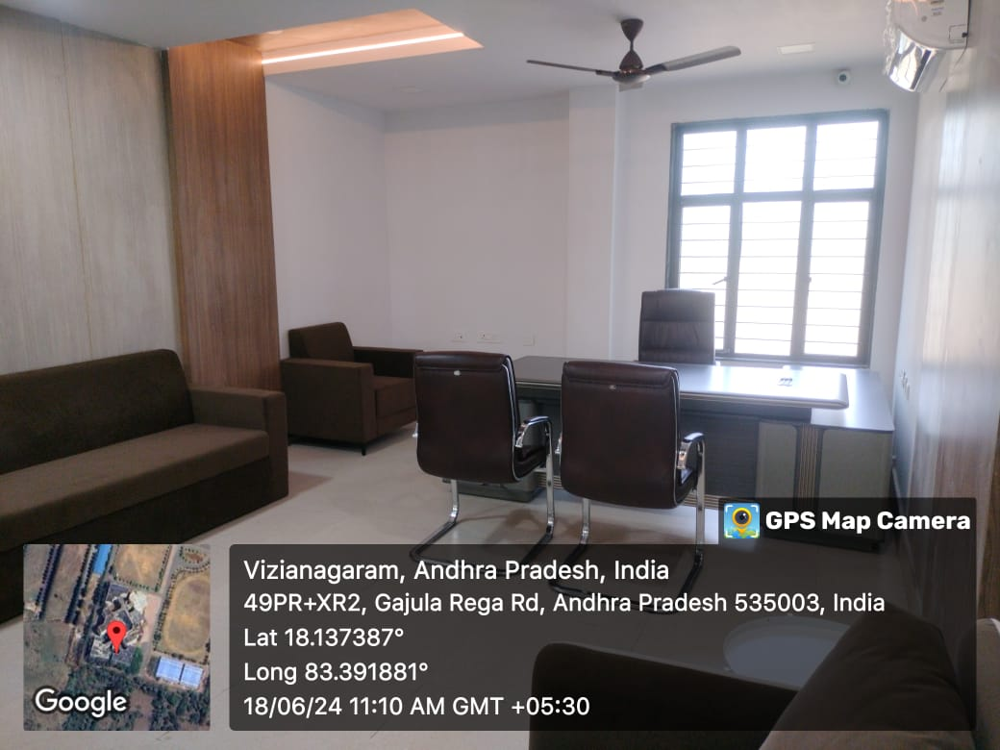 GPS Map Camera
Vizianagaram, Andhra Pradesh, India
49PR+XR2, Gajula Rega Rd, Andhra Pradesh 535003, India
Lat 18.137387°
Long 83.391881°
18/06/24 11:10 AM GMT +05:30
Google